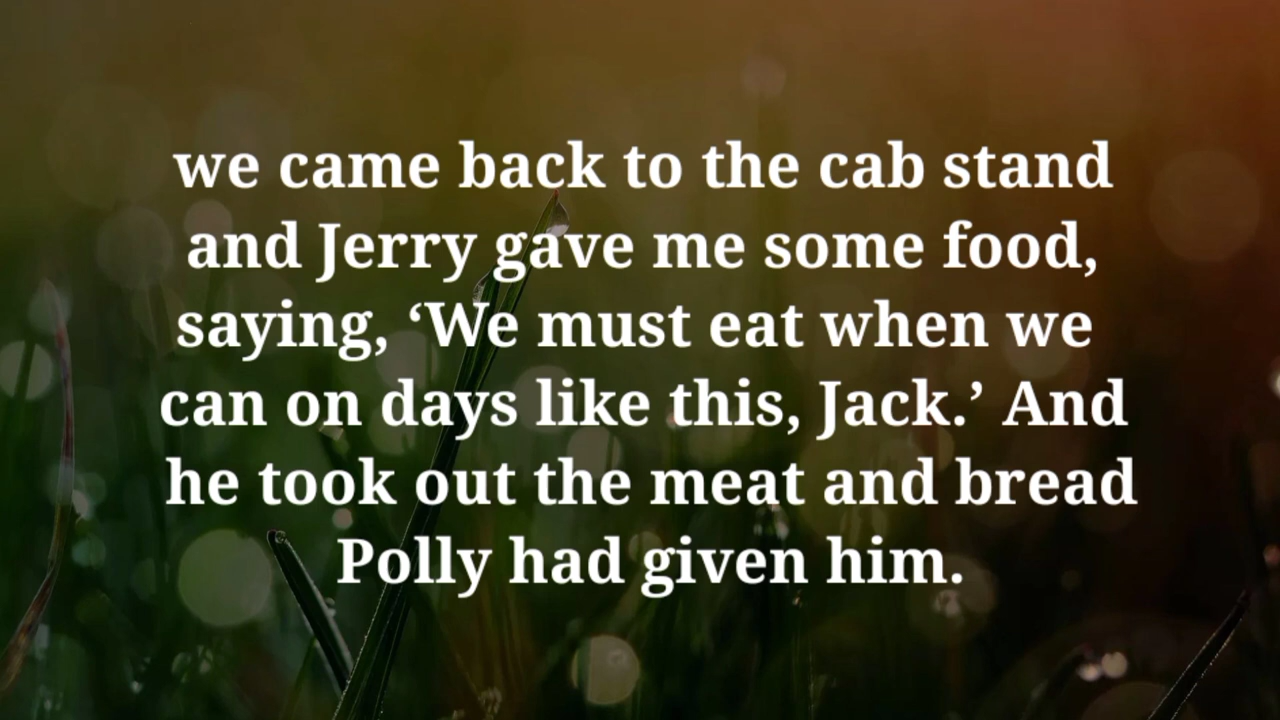 we came back to the cab stand
and Jerry gave me some food,
saying, ‘We must eat when we
can on days like this, Jack.’ And
he took out the meat and bread
Polly had given him.